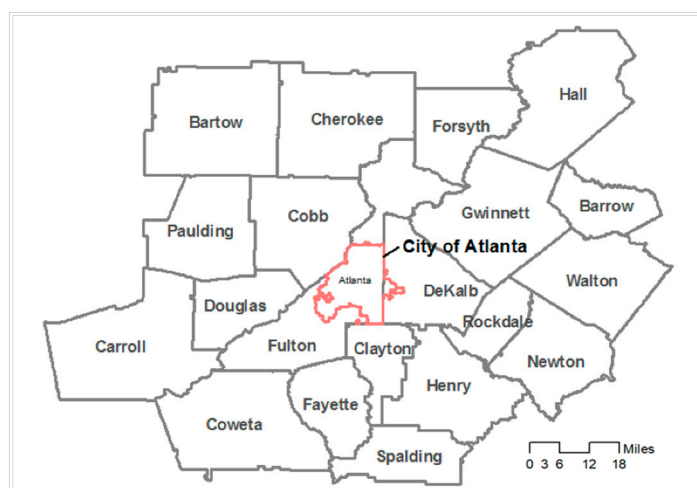 Hall
Bartow
Cherokee
Forsyth
Barrow
Gwinnett
Cobb
Paulding
City of Atlanta
Walton
Atlanta
DeKalb
Douglas
Rockdale
Carroll
Fulton
Clayton
Newton
Henry
Fayette
Coweta
Spalding
Miles
0 3 6 12 18